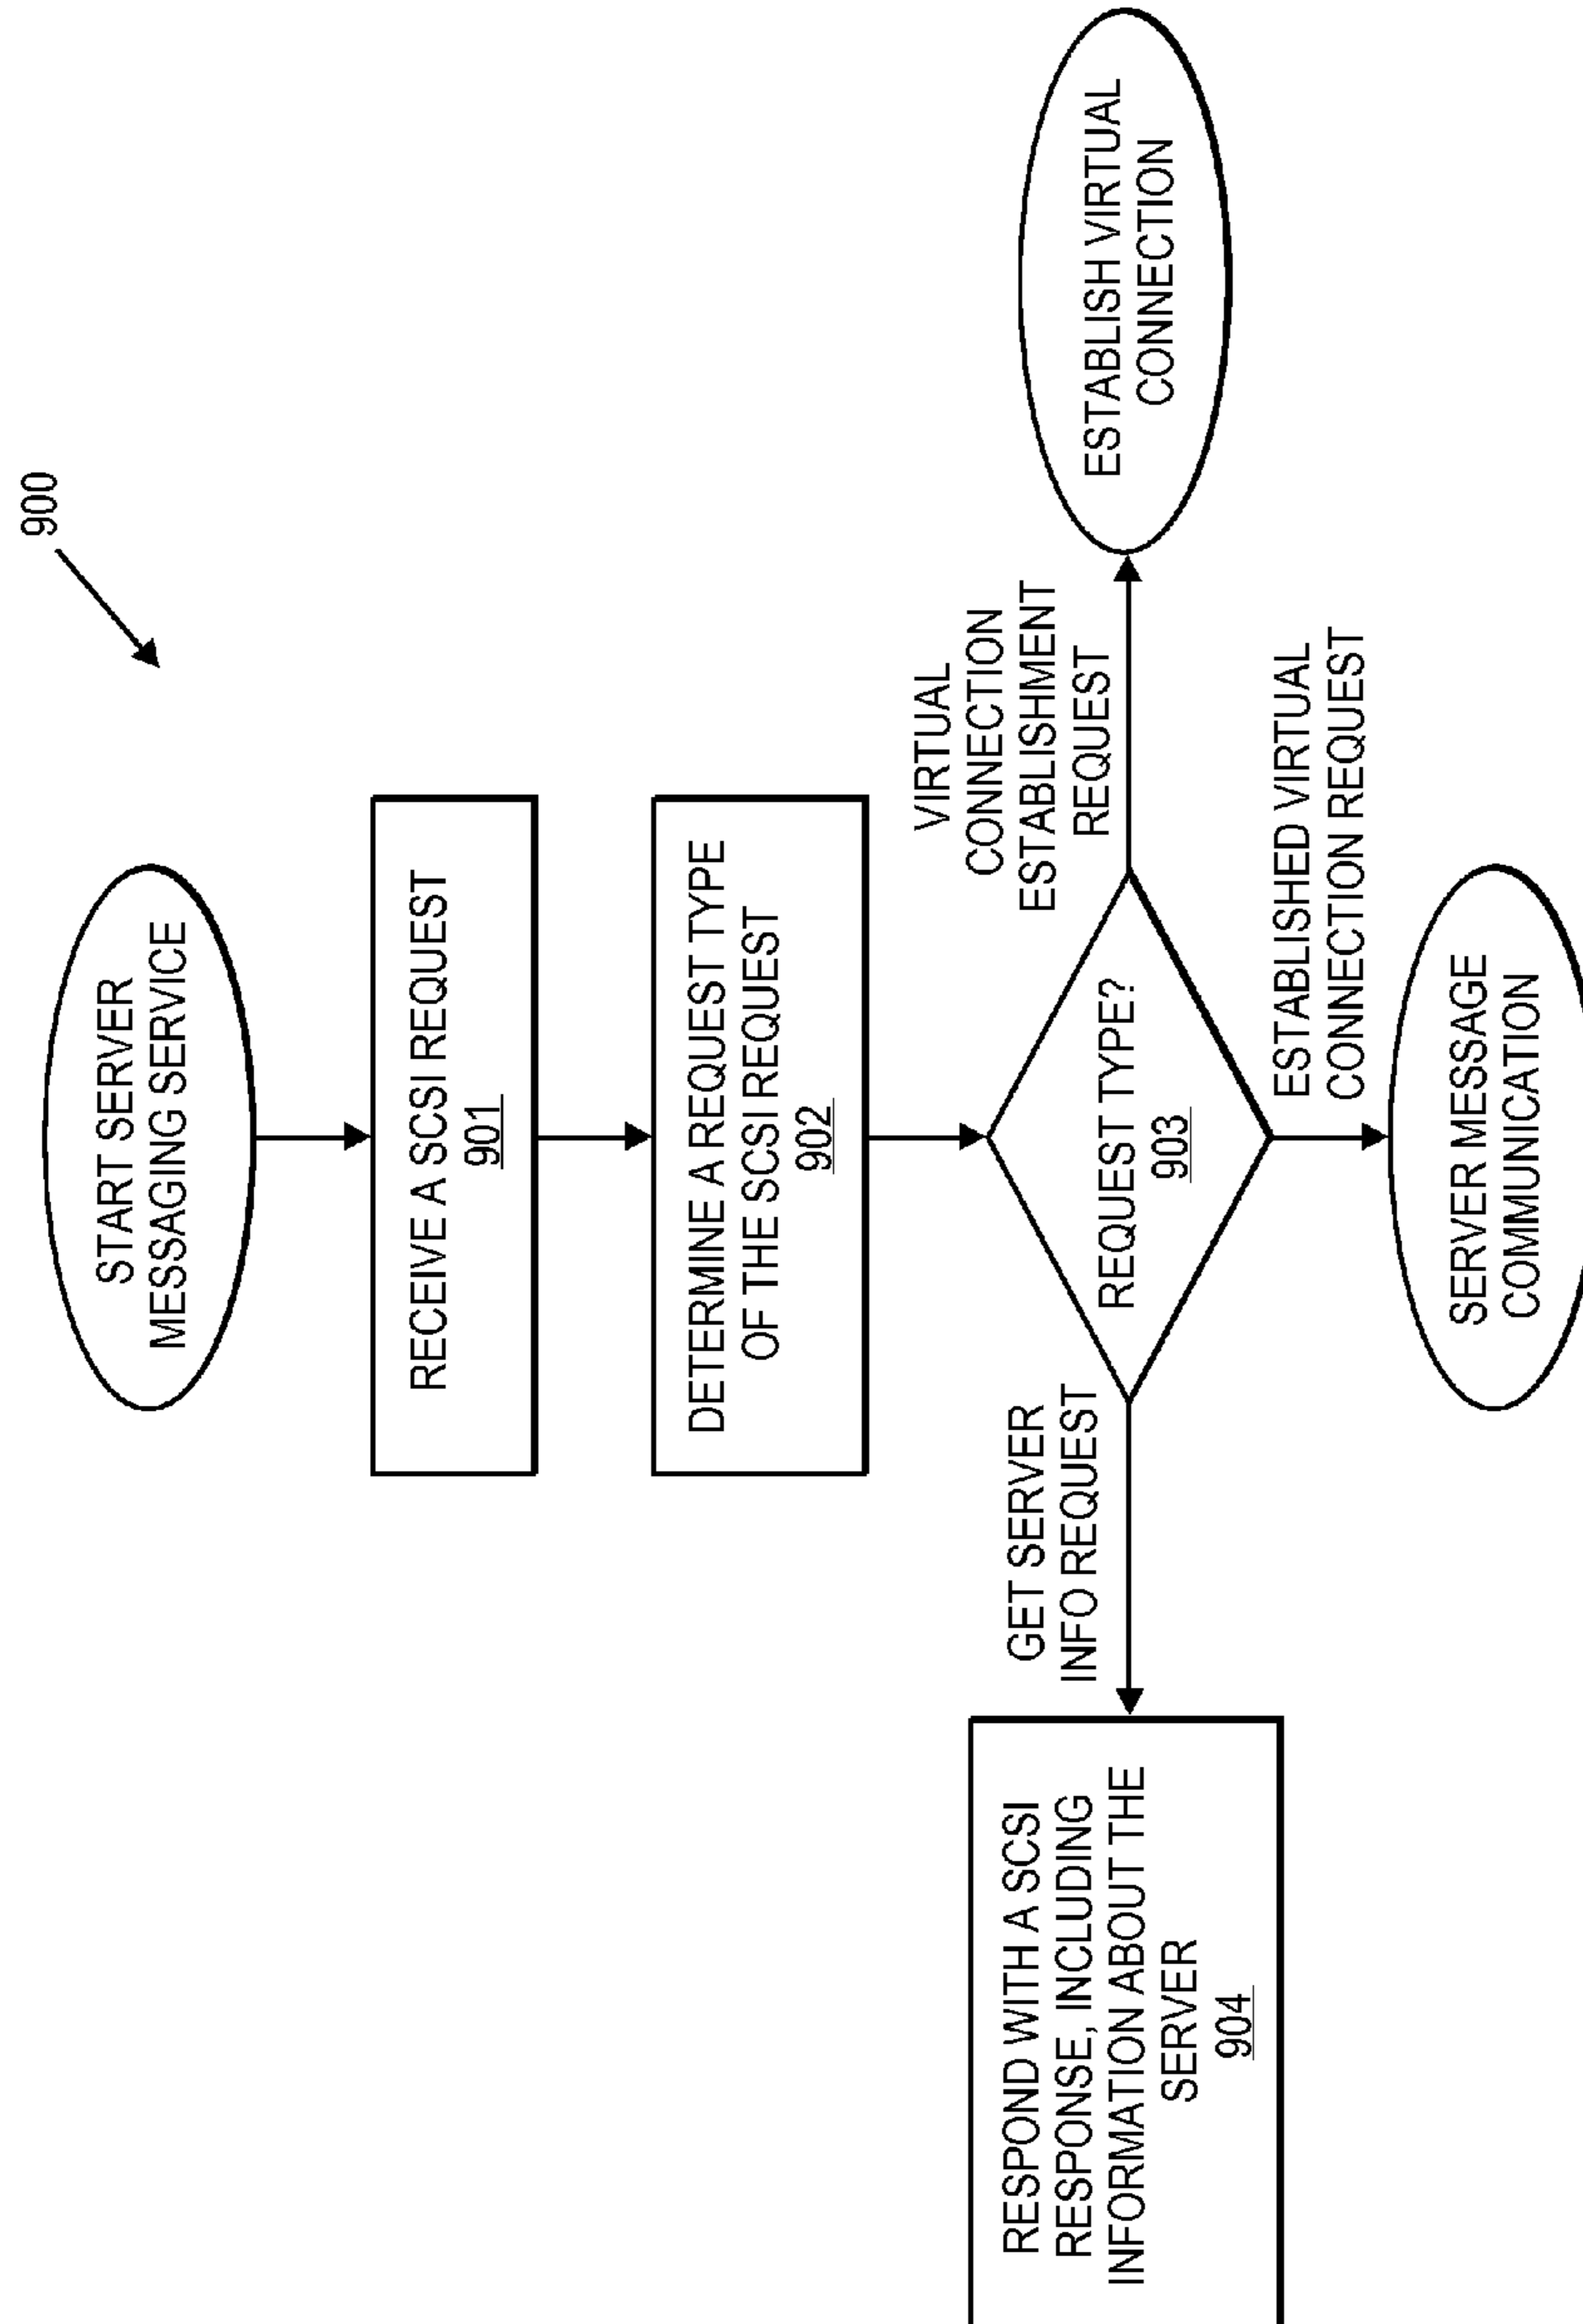 900
START SERVER
MESSAGING SERVICE
RECEIVE A SCSI REQUEST
901
DETERMINE A REQUEST TYPE
OF THE SCSI REQUEST
902
REQUEST TYPE?
903
GET SERVER
INFO REQUEST
RESPOND WITH A SCSI
RESPONSE, INCLUDING
INFORMATION ABOUT THE
SERVER
904
VIRTUAL
CONNECTION
ESTABLISHMENT
REQUEST
ESTABLISH VIRTUAL
CONNECTION
ESTABLISHED VIRTUAL
CONNECTION REQUEST
SERVER MESSAGE
COMMUNICATION